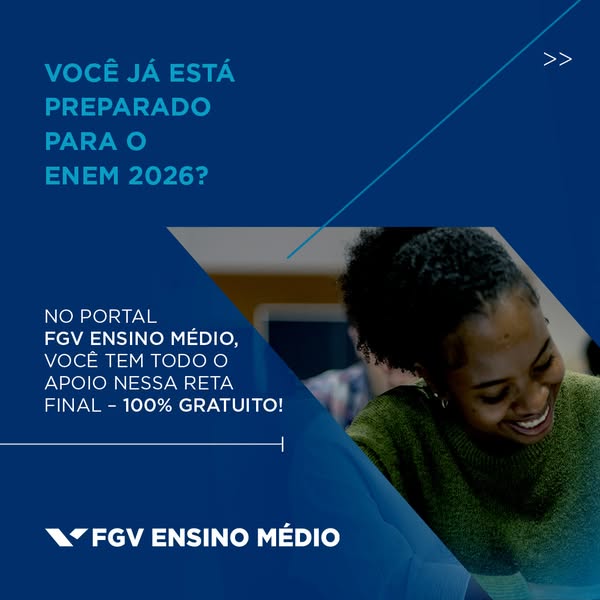 >>
VOCÊ JÁ ESTÁ
PREPARADO
PARA O
ENEM 2026?
NO PORTAL
FGV ENSINO MÉDIO,
VOCÊ TEM TODO O
APOIO NESSA RETA
FINAL – 100% GRATUITO!
FGV ENSINO MÉDIO